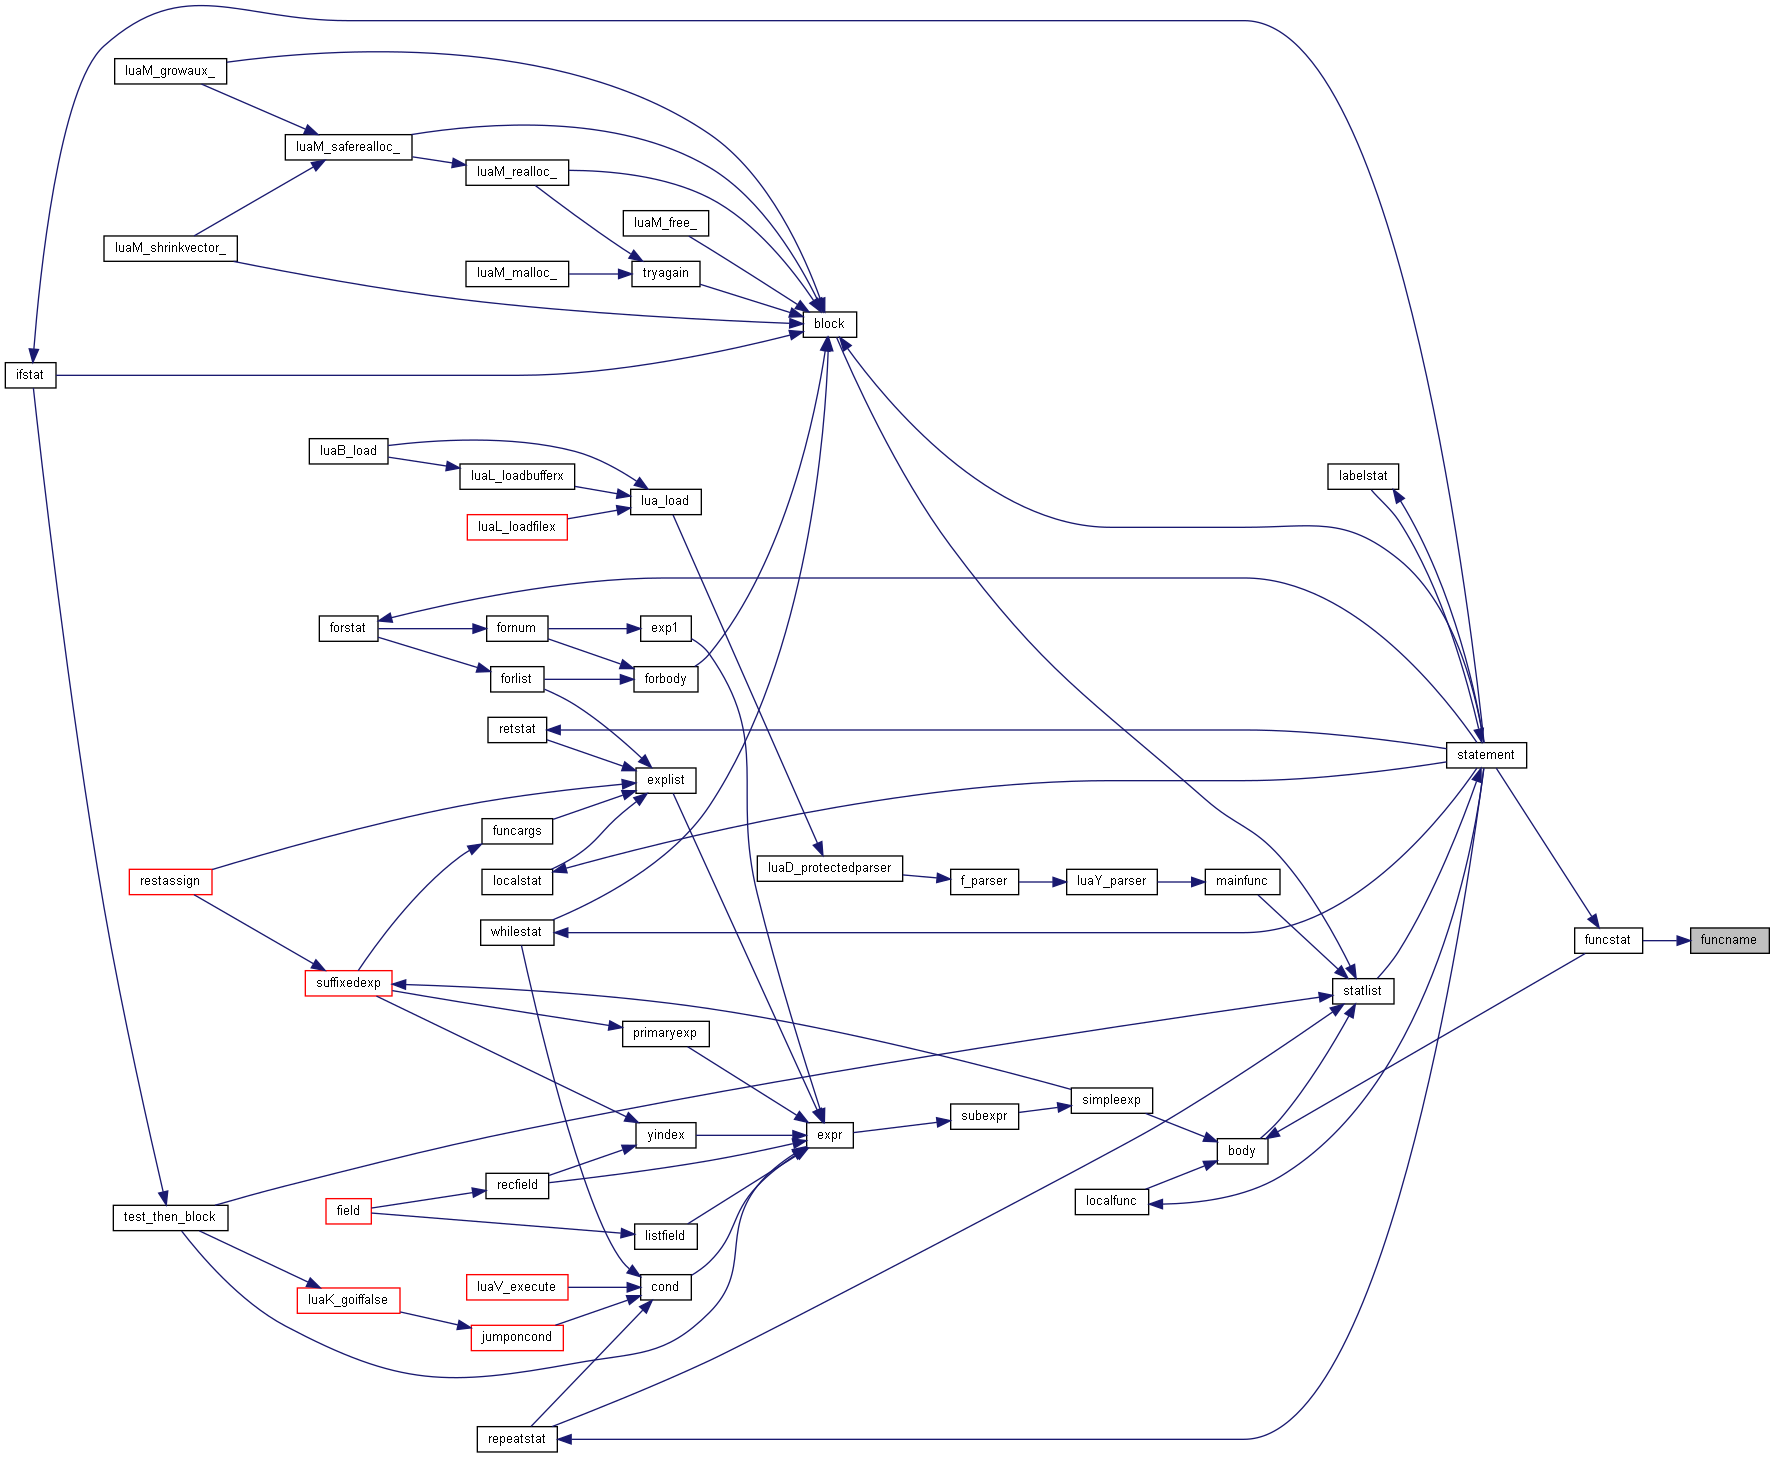 luaM_growaux_
luaM_saferealloc_
luaM_realloc_
luaM_free_
luaM_shrinkvector_
luaM_malloc_
tryagain
block
ifstat
luaB_load
luaL_loadbufferx
labelstat
lua_load
luaL_loadfilex
forstat
fornum
exp1
forlist
forbody
retstat
statement
explist
funcargs
luaD_protectedparser
restassign
localstat
f_parser
luaY_parser
mainfunc
whilestat
funcstat
funcname
suffixedexp
statlist
primaryexp
simpleexp
subexpr
yindex
expr
body
recfield
localfunc
field
test_then_block
listfield
luaV_execute
cond
luaK_goiffalse
jumponcond
repeatstat